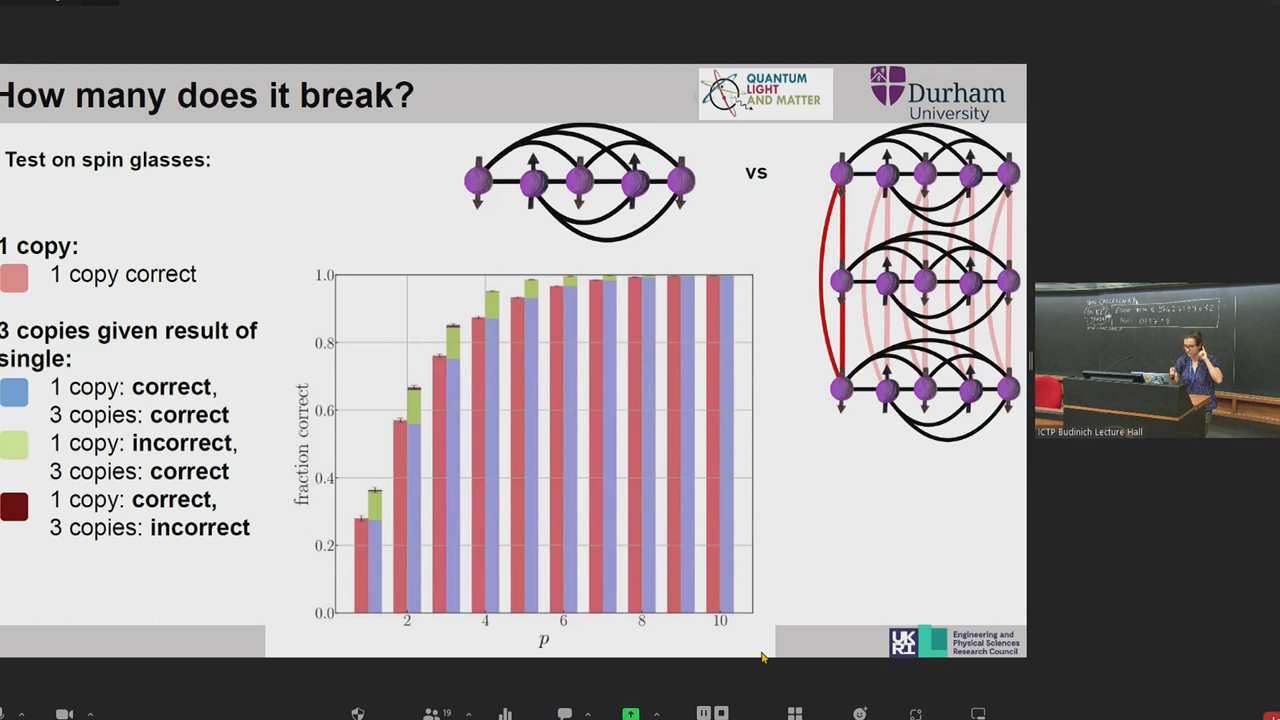 How many does it break?
QUANTUM
LIGHT
AND MATTER
Durham
University
Test on spin glasses:
vs
1 copy:
1 copy correct
3 copies given result of
single:
1 copy: correct,
3 copies: correct
1 copy: incorrect,
3 copies: correct
1 copy: correct,
3 copies: incorrect
fraction correct
1.0
0.8
0.6
0.4
0.2
0.0
2
4
6
8
10
p
UK
RI
Engineering and
Physical Sciences
Research Council
ICTP Budinich Lecture Hall
19